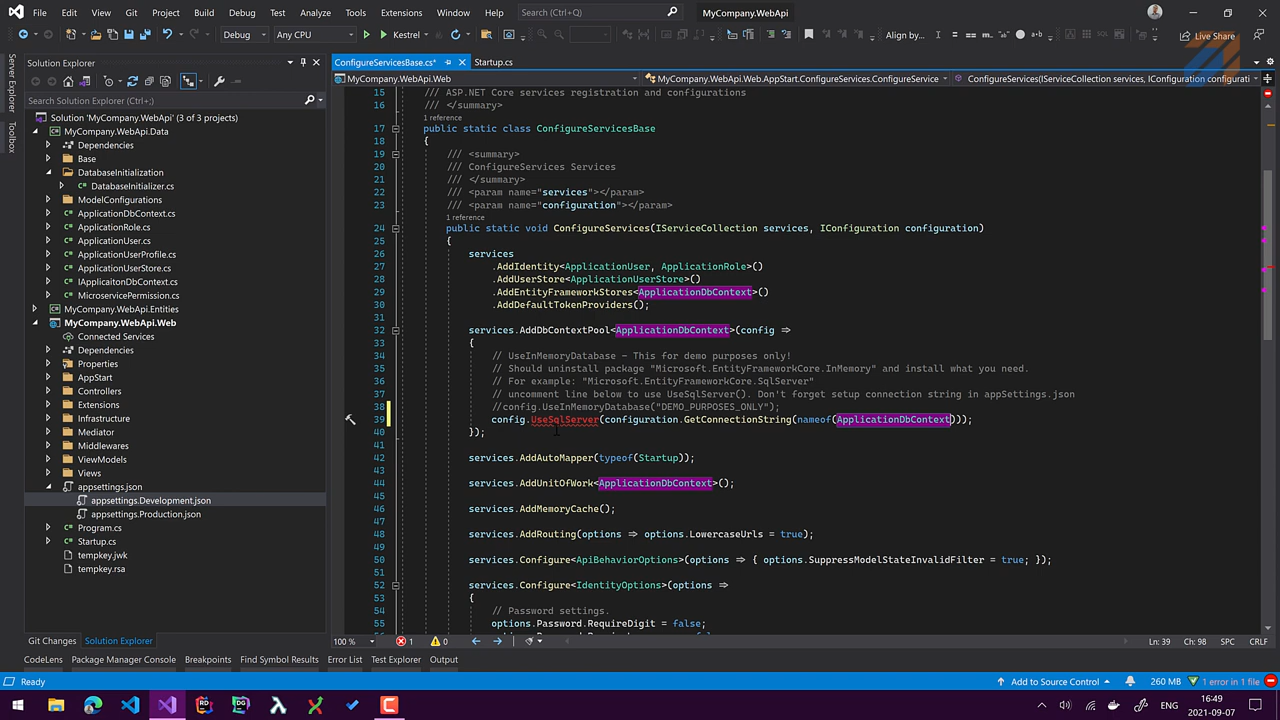 File Edit View Git Project Build Debug Test Analyze Tools Extensions Window Help Search (Ctrl+Q) MyCompany.WebApi
Debug Any CPU Kestrel Align by... Live Share
Server Explorer
Toolbox
Solution Explorer
Search Solution Explorer (Ctrl+;)
Solution 'MyCompany.WebApi' (3 of 3 projects)
MyCompany.WebApi.Data
Dependencies
Base
DatabaseInitialization
DatabaseInitializer.cs
ModelConfigurations
ApplicationDbContext.cs
ApplicationRole.cs
ApplicationUser.cs
ApplicationUserProfile.cs
ApplicationUserStore.cs
IApplicaitonDbContext.cs
MicroservicePermission.cs
MyCompany.WebApi.Entities
MyCompany.WebApi.Web
Connected Services
Dependencies
Properties
AppStart
Controllers
Extensions
Infrastructure
Mediator
Middlewares
ViewModels
Views
appsettings.json
appsettings.Development.json
appsettings.Production.json
Program.cs
Startup.cs
tempkey.jwk
tempkey.rsa
Git Changes Solution Explorer
ConfigureServicesBase.cs* Startup.cs
MyCompany.WebApi.Web MyCompany.WebApi.Web.AppStart.ConfigureServices.ConfigureService ConfigureServices(IServiceCollection services, IConfiguration configurati
15 /// ASP.NET Core services registration and configurations
16 /// </summary>
1 reference
17 public static class ConfigureServicesBase
18 {
19 /// <summary>
20 /// ConfigureServices Services
21 /// </summary>
22 /// <param name="services"></param>
23 /// <param name="configuration"></param>
1 reference
24 public static void ConfigureServices(IServiceCollection services, IConfiguration configuration)
25 {
26 services
27 .AddIdentity<ApplicationUser, ApplicationRole>()
28 .AddUserStore<ApplicationUserStore>()
29 .AddEntityFrameworkStores<ApplicationDbContext>()
30 .AddDefaultTokenProviders();
31
32 services.AddDbContextPool<ApplicationDbContext>(config =>
33 {
34 // UseInMemoryDatabase - This for demo purposes only!
35 // Should uninstall package "Microsoft.EntityFrameworkCore.InMemory" and install what you need.
36 // For example: "Microsoft.EntityFrameworkCore.SqlServer"
37 // uncomment line below to use UseSqlServer(). Don't forget setup connection string in appSettings.json
38 //config.UseInMemoryDatabase("DEMO_PURPOSES_ONLY");
39 config.UseSqlServer(configuration.GetConnectionString(nameof(ApplicationDbContext)));
40 });
41
42 services.AddAutoMapper(typeof(Startup));
43
44 services.AddUnitOfWork<ApplicationDbContext>();
45
46 services.AddMemoryCache();
47
48 services.AddRouting(options => options.LowercaseUrls = true);
49
50 services.Configure<ApiBehaviorOptions>(options => { options.SuppressModelStateInvalidFilter = true; });
51
52 services.Configure<IdentityOptions>(options =>
53 {
54 // Password settings.
55 options.Password.RequireDigit = false;
100 % 1 0 Ln: 39 Ch: 98 SPC CRLF
CodeLens Package Manager Console Breakpoints Find Symbol Results Error List Test Explorer Output
Ready Add to Source Control 260 MB 1 error in 1 file
ENG 16:49
2021-09-07